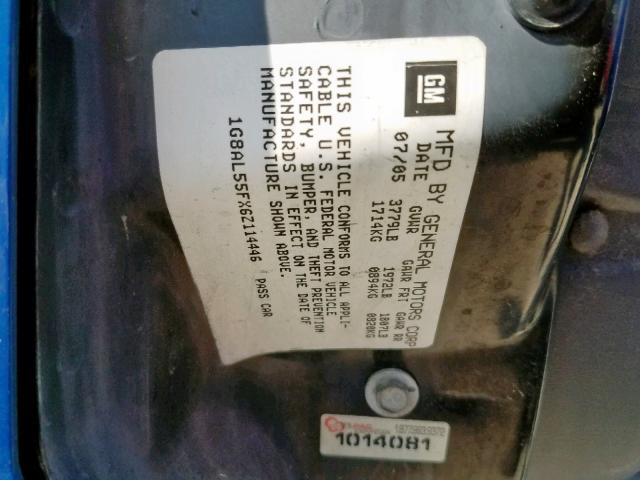 GM
MFD BY GENERAL MOTORS CORP
DATE GVWR GAWR FRT GAWR RR
07/05 3779LB 1972LB 1807LB
1714KG 0894KG 0820KG
THIS VEHICLE CONFORMS TO ALL APPLI-
CABLE U.S. FEDERAL MOTOR VEHICLE
SAFETY, BUMPER, AND THEFT PREVENTION
STANDARDS IN EFFECT ON THE DATE OF
MANUFACTURE SHOWN ABOVE.
1G8AL55FX6Z114446 PASS CAR
1014081